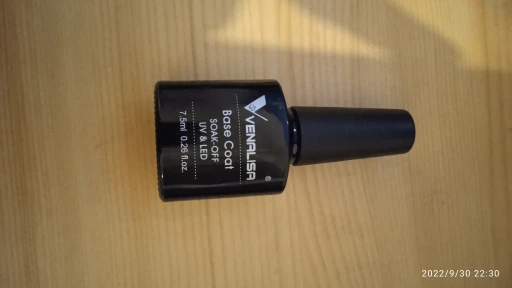 VENALISA ®
Base Coat
SOAK-OFF
UV & LED
7.5ml 0.26 fl.oz.
2022/9/30 22:30